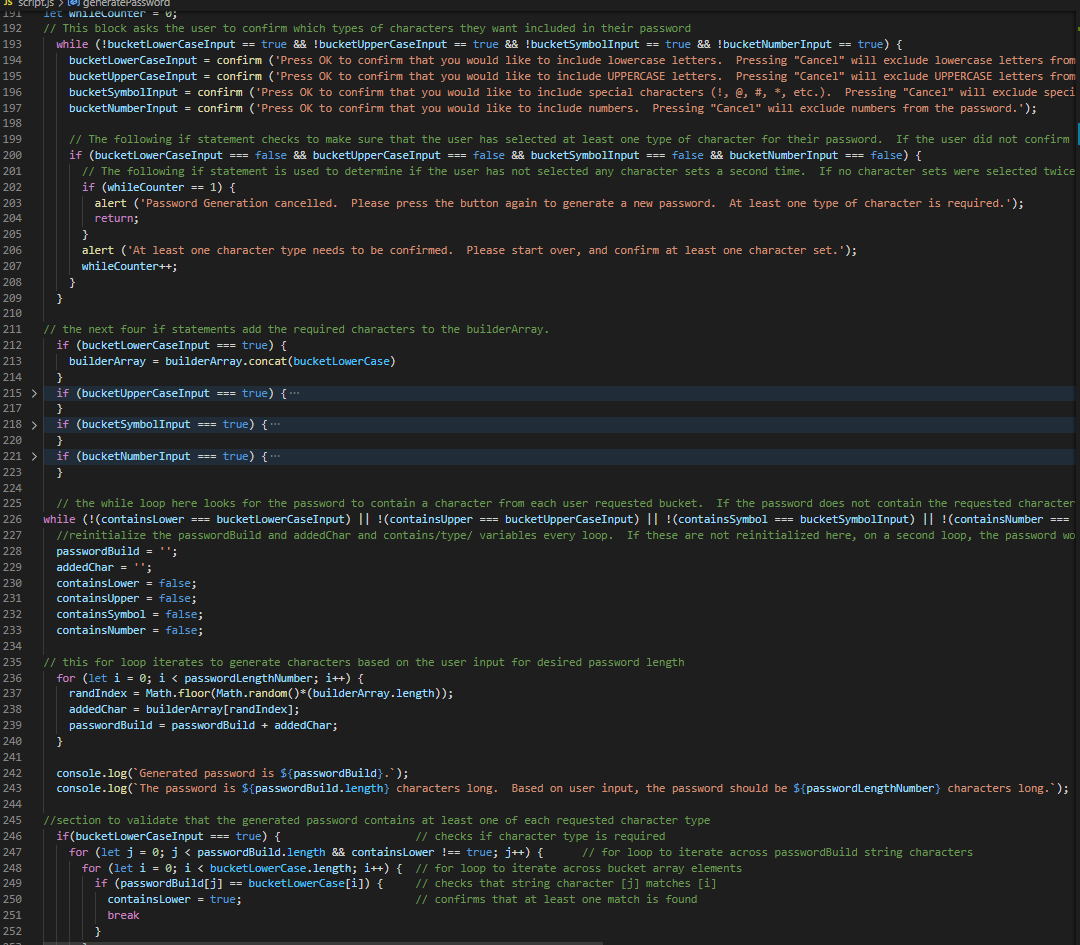 JS script.js > generatePassword
191 let whileCounter = 0;
192 // This block asks the user to confirm which types of characters they want included in their password
193 while (!bucketLowerCaseInput == true && !bucketUpperCaseInput == true && !bucketSymbolInput == true && !bucketNumberInput == true) {
194 bucketLowerCaseInput = confirm ('Press OK to confirm that you would like to include lowercase letters.  Pressing "Cancel" will exclude lowercase letters from
195 bucketUpperCaseInput = confirm ('Press OK to confirm that you would like to include UPPERCASE letters.  Pressing "Cancel" will exclude UPPERCASE letters from
196 bucketSymbolInput = confirm ('Press OK to confirm that you would like to include special characters (!, @, #, *, etc.).  Pressing "Cancel" will exclude speci
197 bucketNumberInput = confirm ('Press OK to confirm that you would like to include numbers.  Pressing "Cancel" will exclude numbers from the password.');
198
199 // The following if statement checks to make sure that the user has selected at least one type of character for their password.  If the user did not confirm
200 if (bucketLowerCaseInput === false && bucketUpperCaseInput === false && bucketSymbolInput === false && bucketNumberInput === false) {
201 // The following if statement is used to determine if the user has not selected any character sets a second time.  If no character sets were selected twice
202 if (whileCounter == 1) {
203 alert ('Password Generation cancelled.  Please press the button again to generate a new password.  At least one type of character is required.');
204 return;
205 }
206 alert ('At least one character type needs to be confirmed.  Please start over, and confirm at least one character set.');
207 whileCounter++;
208 }
209 }
210
211 // the next four if statements add the required characters to the builderArray.
212 if (bucketLowerCaseInput === true) {
213 builderArray = builderArray.concat(bucketLowerCase)
214 }
215 > if (bucketUpperCaseInput === true) {···
217 }
218 > if (bucketSymbolInput === true) {···
220 }
221 > if (bucketNumberInput === true) {···
223 }
224
225 // the while loop here looks for the password to contain a character from each user requested bucket.  If the password does not contain the requested character
226 while (!(containsLower === bucketLowerCaseInput) || !(containsUpper === bucketUpperCaseInput) || !(containsSymbol === bucketSymbolInput) || !(containsNumber ===
227 //reinitialize the passwordBuild and addedChar and contains/type/ variables every loop.  If these are not reinitialized here, on a second loop, the password wo
228 passwordBuild = '';
229 addedChar = '';
230 containsLower = false;
231 containsUpper = false;
232 containsSymbol = false;
233 containsNumber = false;
234
235 // this for loop iterates to generate characters based on the user input for desired password length
236 for (let i = 0; i < passwordLengthNumber; i++) {
237 randIndex = Math.floor(Math.random()*(builderArray.length));
238 addedChar = builderArray[randIndex];
239 passwordBuild = passwordBuild + addedChar;
240 }
241
242 console.log(`Generated password is ${passwordBuild}.`);
243 console.log(`The password is ${passwordBuild.length} characters long.  Based on user input, the password should be ${passwordLengthNumber} characters long.`);
244
245 //section to validate that the generated password contains at least one of each requested character type
246 if(bucketLowerCaseInput === true) { // checks if character type is required
247 for (let j = 0; j < passwordBuild.length && containsLower !== true; j++) { // for loop to iterate across passwordBuild string characters
248 for (let i = 0; i < bucketLowerCase.length; i++) { // for loop to iterate across bucket array elements
249 if (passwordBuild[j] == bucketLowerCase[i]) { // checks that string character [j] matches [i]
250 containsLower = true; // confirms that at least one match is found
251 break
252 }